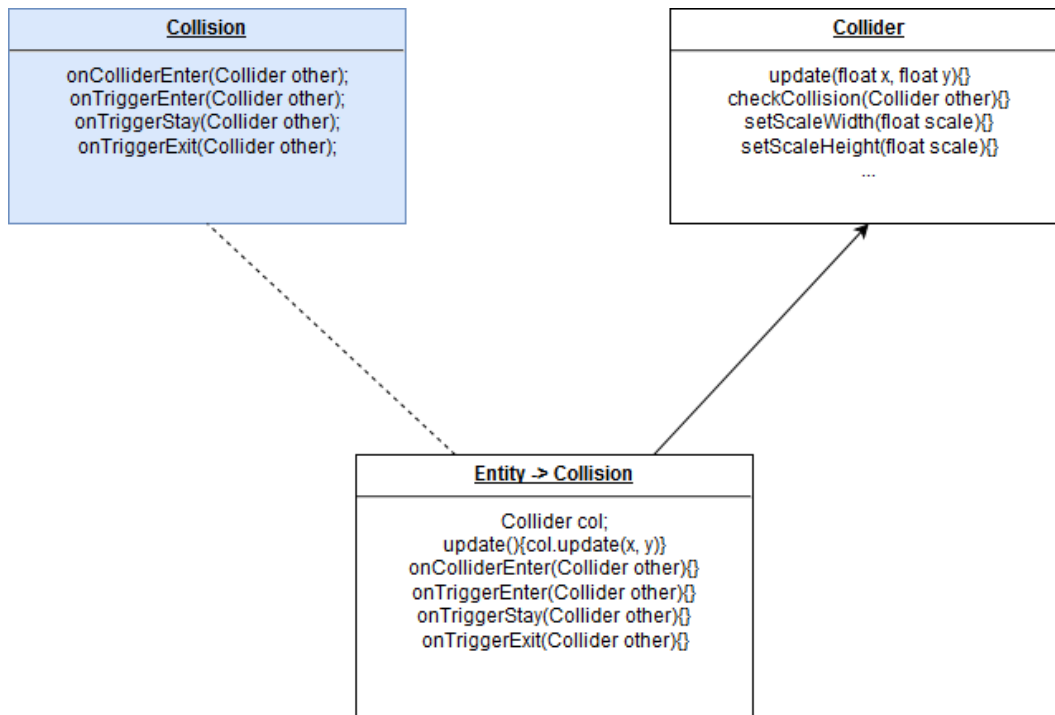 Collision
onColliderEnter(Collider other);
onTriggerEnter(Collider other);
onTriggerStay(Collider other);
onTriggerExit(Collider other);
Collider
update(float x, float y){}
checkCollision(Collider other){}
setScaleWidth(float scale){}
setScaleHeight(float scale){}
...
Entity -> Collision
Collider col;
update(){col.update(x, y)}
onColliderEnter(Collider other){}
onTriggerEnter(Collider other){}
onTriggerStay(Collider other){}
onTriggerExit(Collider other){}